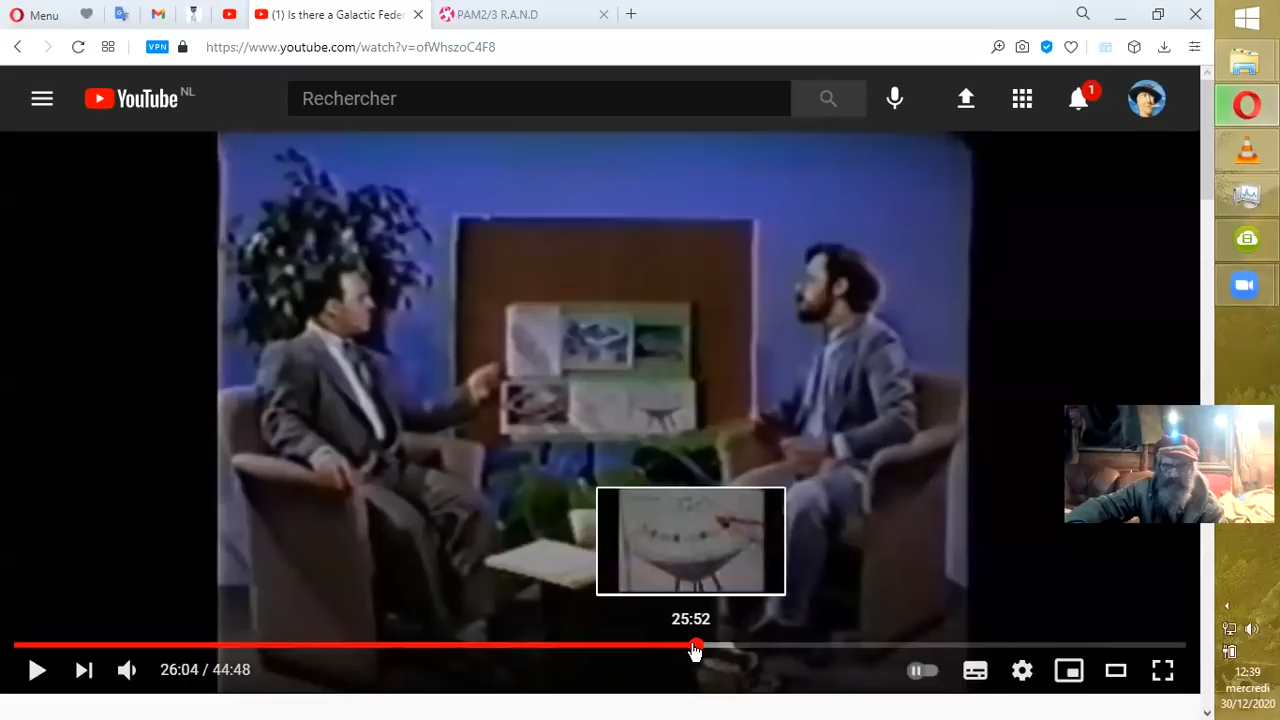 Menu
(1) Is there a Galactic Feder
PAM2/3 R.A.N.D
VPN
https://www.youtube.com/watch?v=ofWhszoC4F8
YouTube NL
Rechercher
1
25:52
26:04 / 44:48
12:39
mercredi
30/12/2020